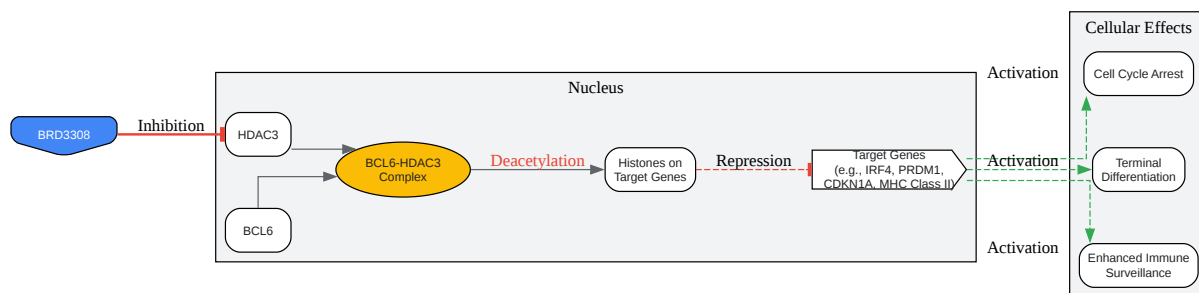 Cellular Effects
Activation
Cell Cycle Arrest
Nucleus
BRD3308
Inhibition
HDAC3
BCL6-HDAC3
Complex
Deacetylation
Histones on
Target Genes
Repression
Target Genes
(e.g., IRF4, PRDM1,
CDKN1A, MHC Class II)
Activation
Terminal
Differentiation
BCL6
Activation
Enhanced Immune
Surveillance